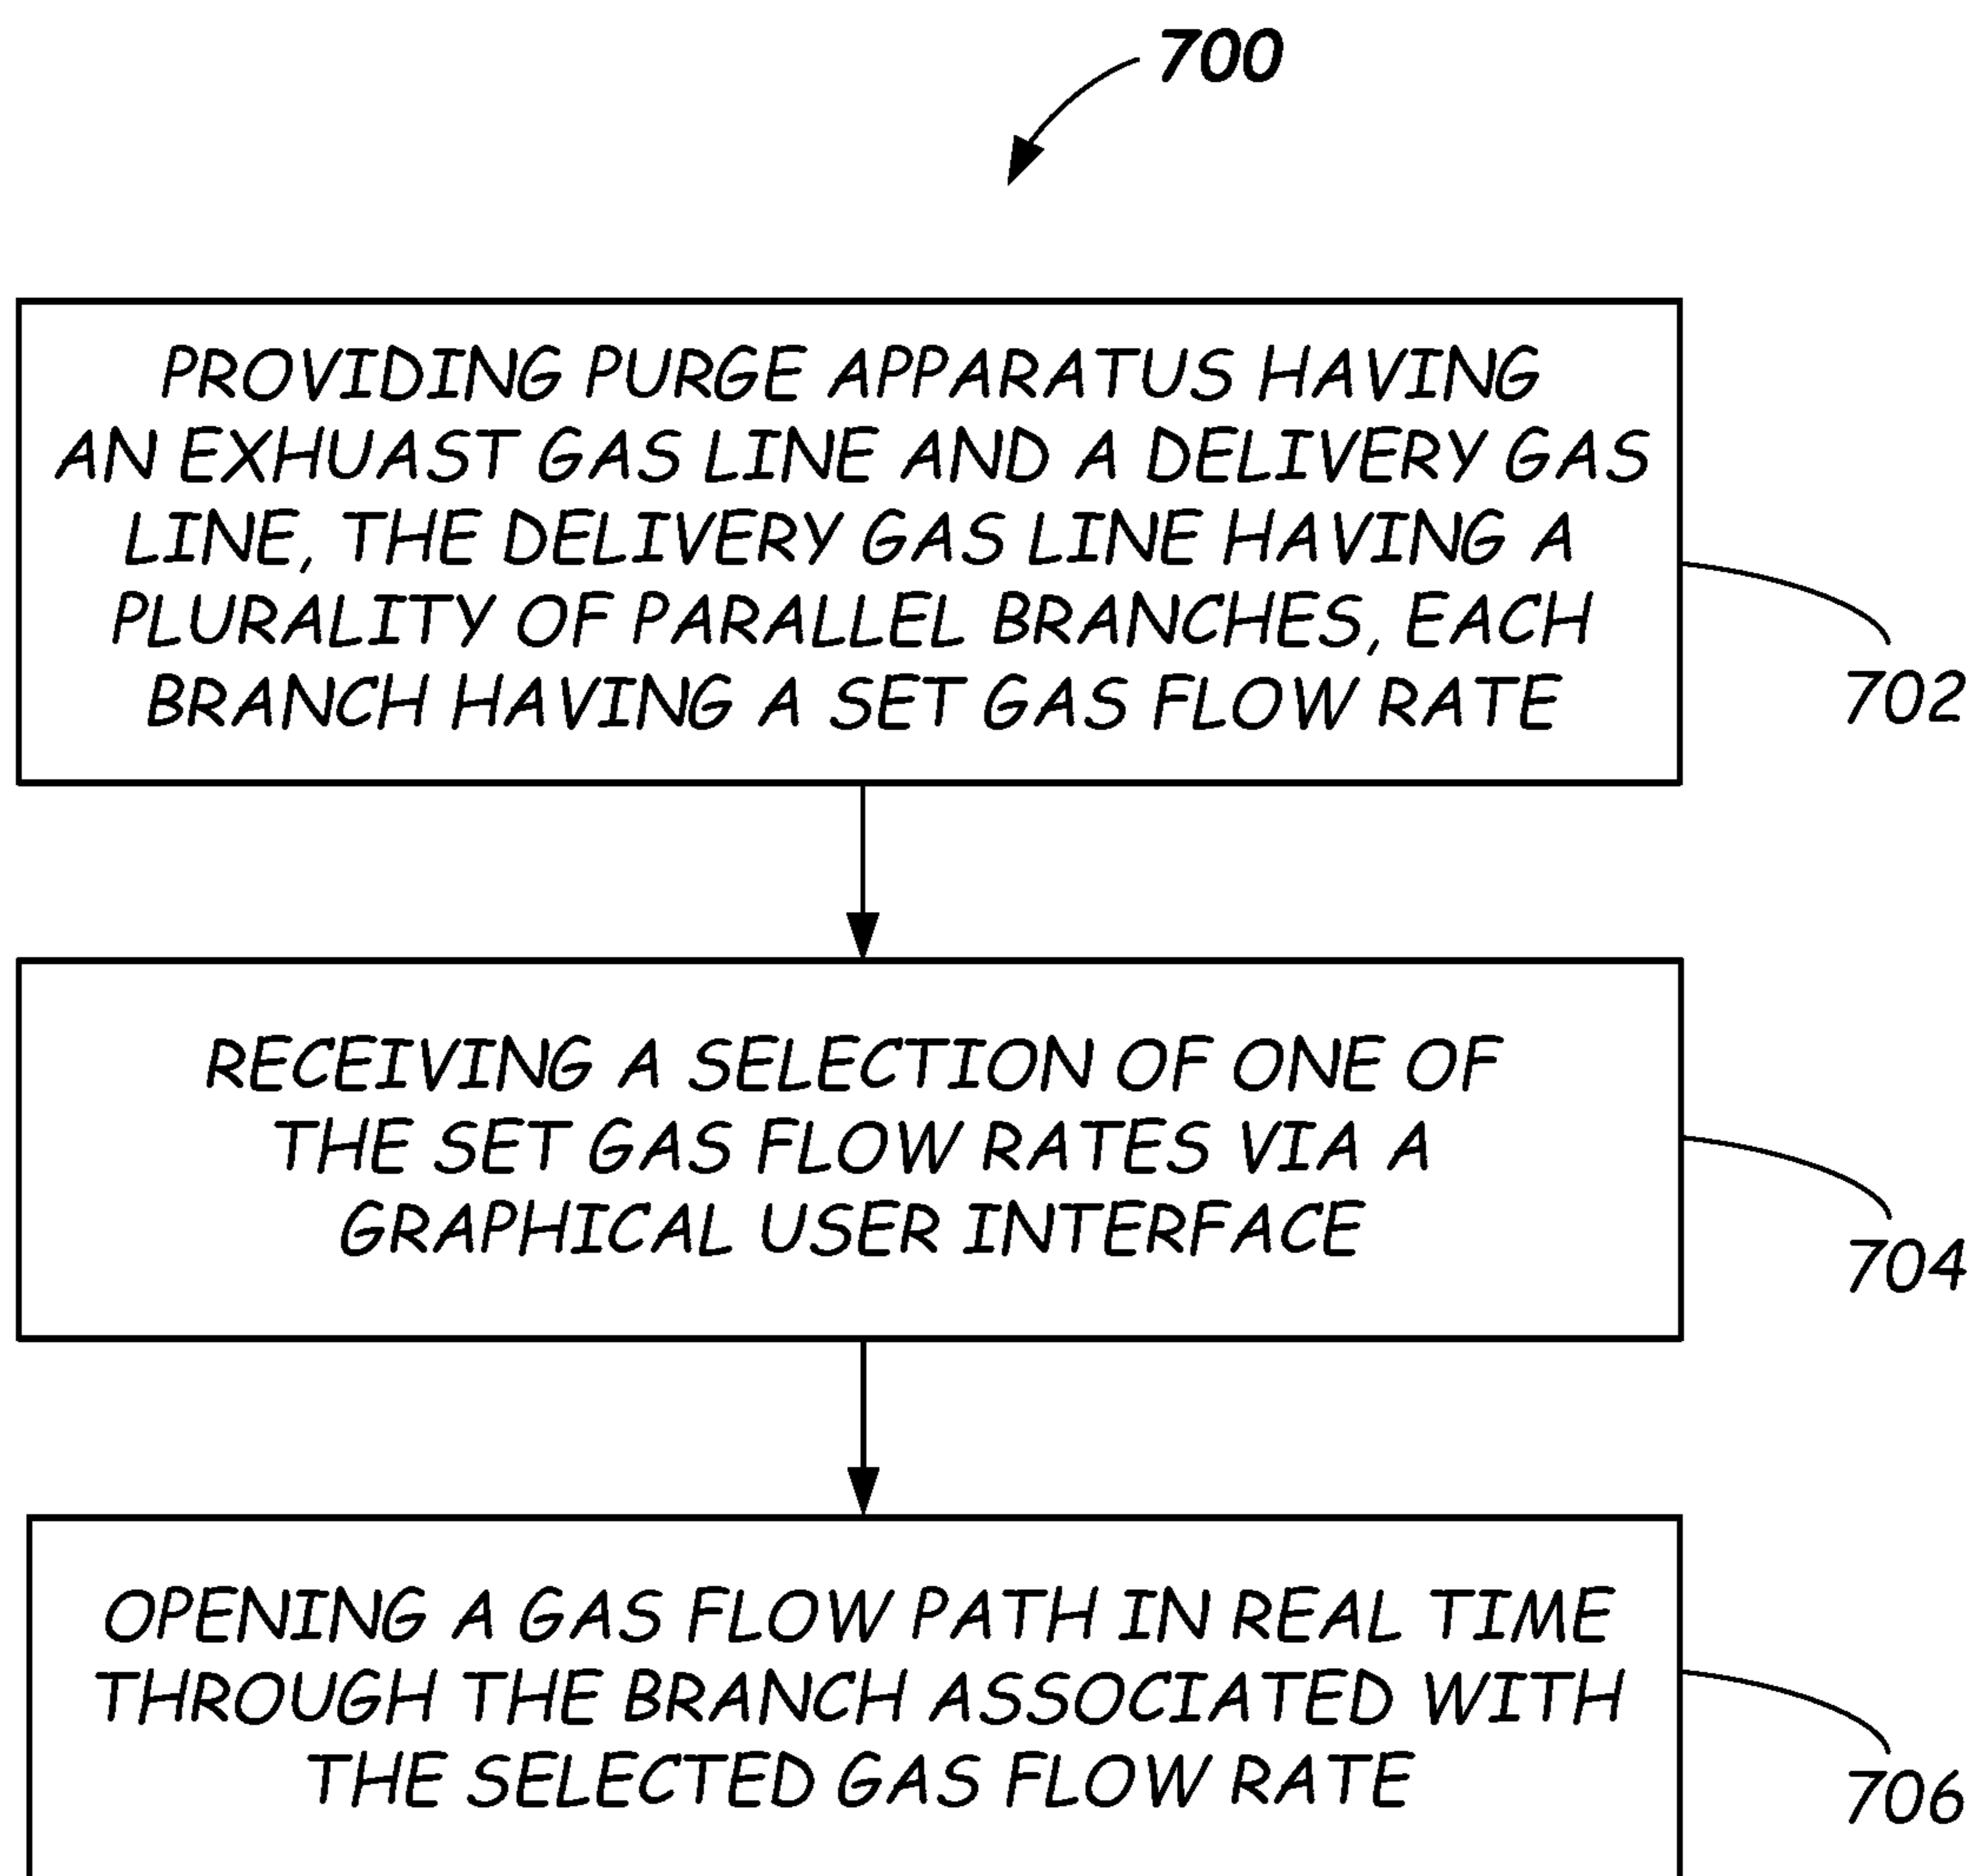 700
PROVIDING PURGE APPARATUS HAVING
AN EXHUAST GAS LINE AND A DELIVERY GAS
LINE, THE DELIVERY GAS LINE HAVING A
PLURALITY OF PARALLEL BRANCHES, EACH
BRANCH HAVING A SET GAS FLOW RATE
702
RECEIVING A SELECTION OF ONE OF
THE SET GAS FLOW RATES VIA A
GRAPHICAL USER INTERFACE
704
OPENING A GAS FLOW PATH IN REAL TIME
THROUGH THE BRANCH ASSOCIATED WITH
THE SELECTED GAS FLOW RATE
706